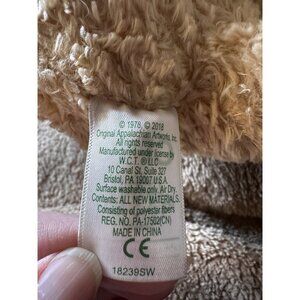 © 1978, © 2018
Original Appalachian Artworks, Inc.
All rights reserved
Manufactured under license by
W.C.T. ® LLC
10 Canal St, Suite 327
Bristol, PA 19007 U.S.A.
Surface washable only, Air Dry.
Contents: ALL NEW MATERIALS
Consisting of polyester fibers
REG. NO. PA-17502(CN)
MADE IN CHINA
CE
18239SW